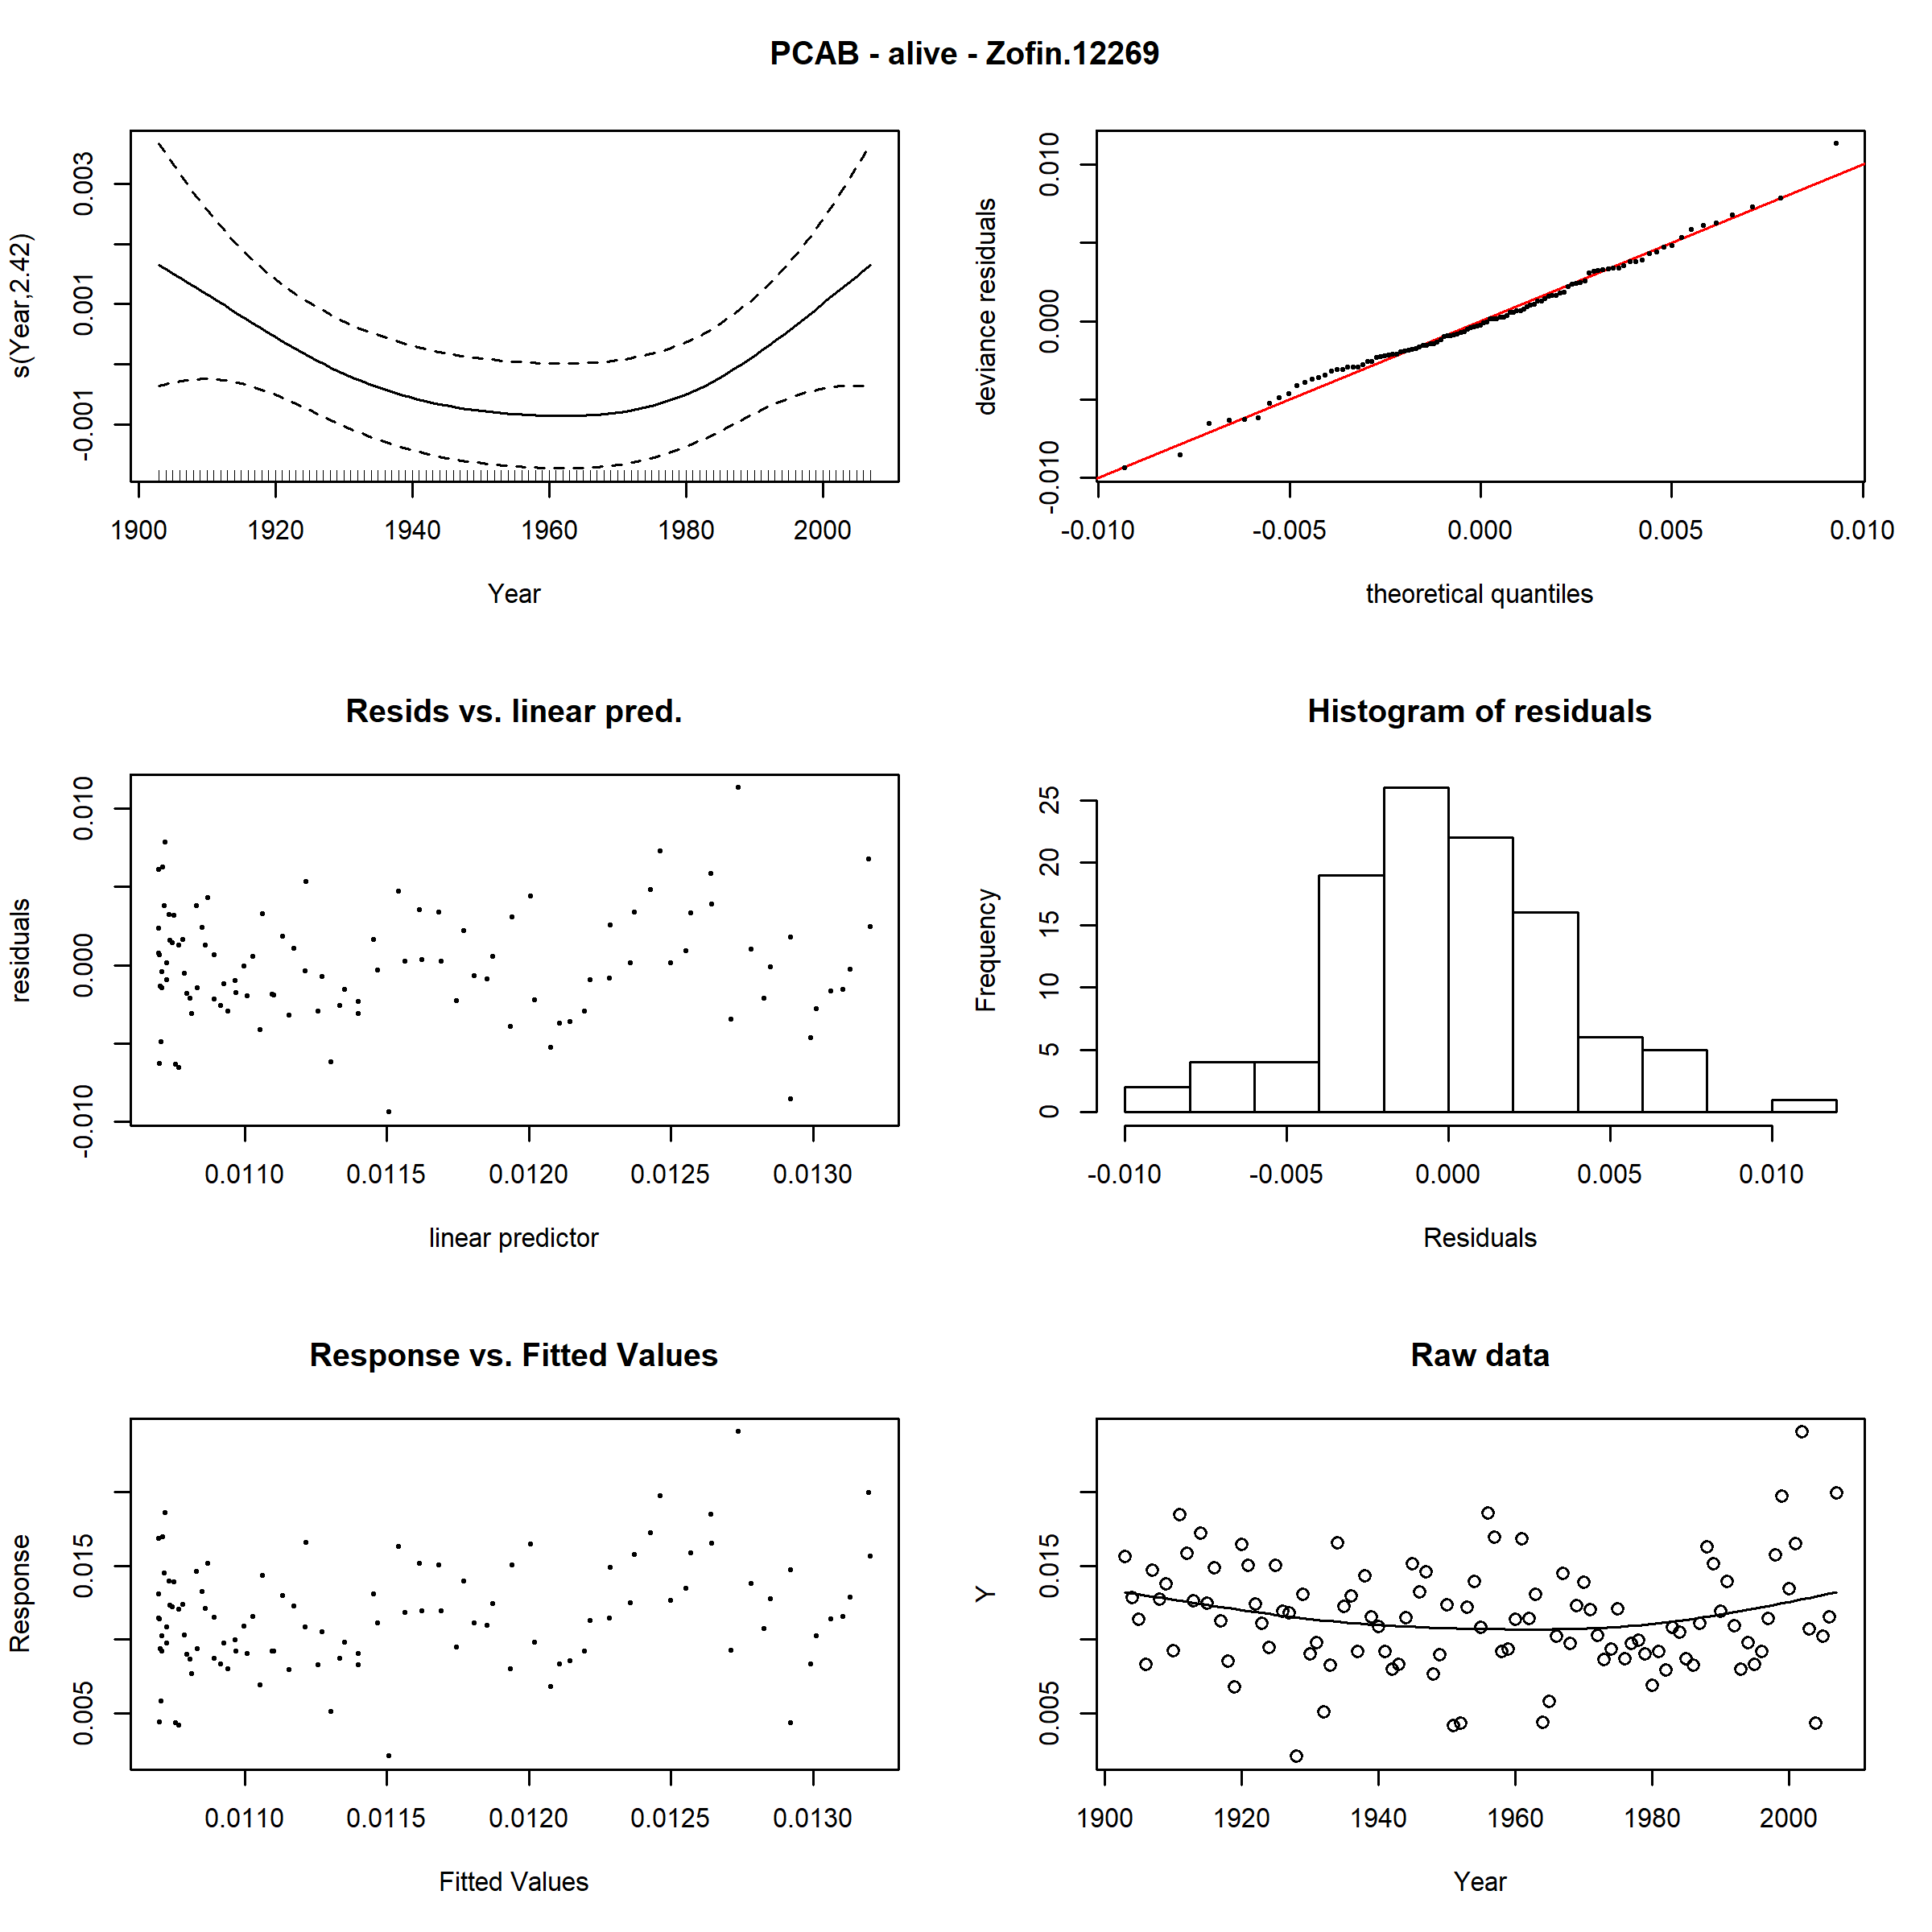 PCAB - alive - Zofin.12269
s(Year,2.42)
0.003
0.001
-0.001
1900 1920 1940 1960 1980 2000
Year
deviance residuals
0.010
0.000
-0.010
-0.010 -0.005 0.000 0.005 0.010
theoretical quantiles
Resids vs. linear pred.
residuals
0.010
0.000
-0.010
0.0110 0.0115 0.0120 0.0125 0.0130
linear predictor
Histogram of residuals
Frequency
25
20
15
10
5
0
-0.010 -0.005 0.000 0.005 0.010
Residuals
Response vs. Fitted Values
Response
0.015
0.005
0.0110 0.0115 0.0120 0.0125 0.0130
Fitted Values
Raw data
Y
0.015
0.005
1900 1920 1940 1960 1980 2000
Year